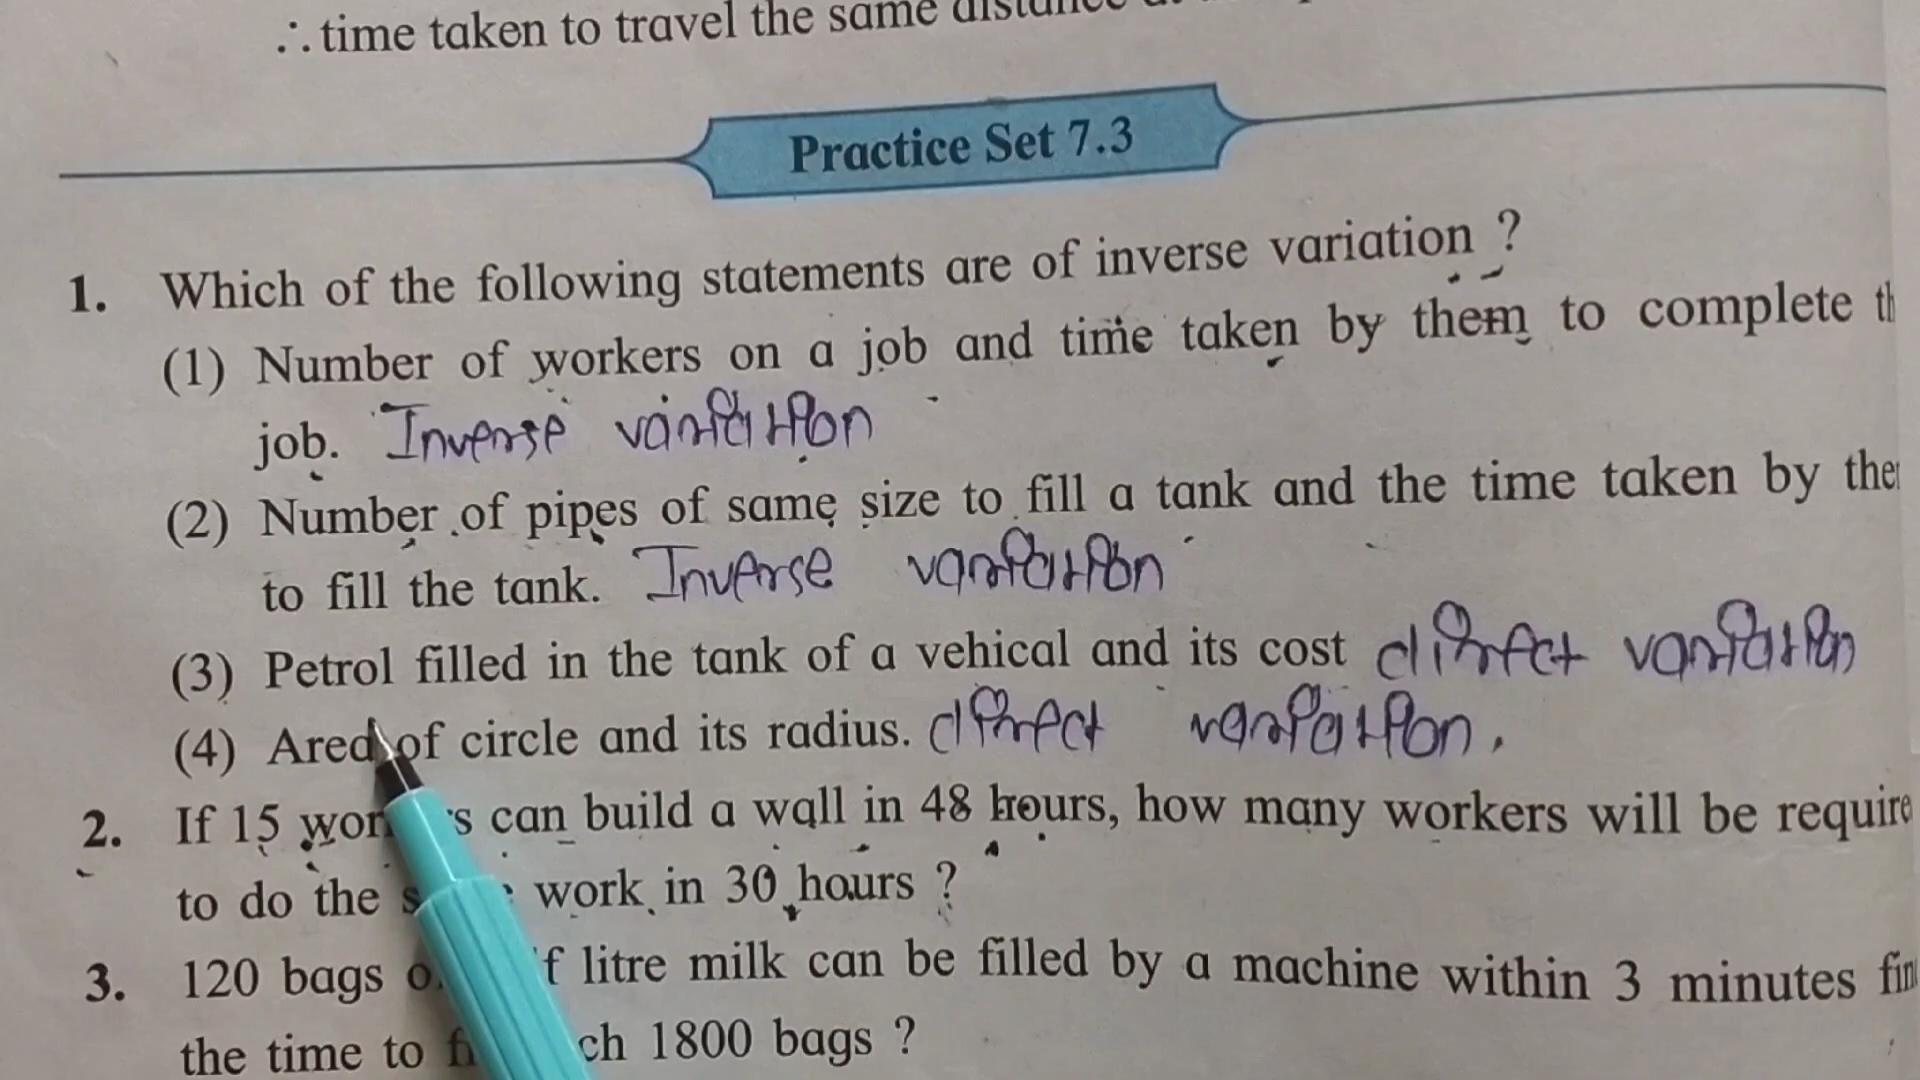 ∴ time taken to travel the same distance
Practice Set 7.3
1. Which of the following statements are of inverse variation ?
(1) Number of workers on a job and time taken by them to complete
job. Inverse variation
(2) Number of pipes of same size to fill a tank and the time taken by
to fill the tank. Inverse variation
(3) Petrol filled in the tank of a vehical and its cost direct variation
(4) Area of circle and its radius. direct variation.
2. If 15 can build a wall in 48 hours, how many workers will be
to do the work in 30 hours ?
3. 120 bags litre milk can be filled by a machine within 3 minutes
the time to 1800 bags ?